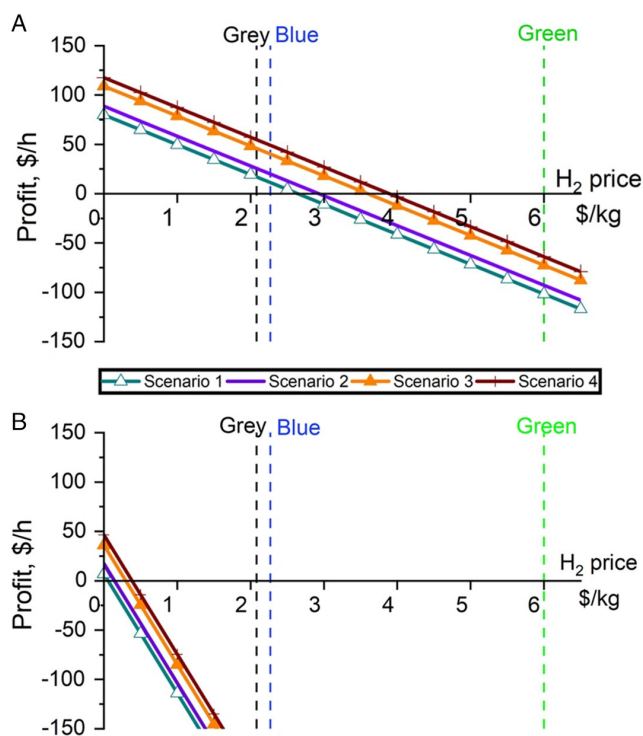 A
Grey Blue Green
150
100
50
0
-50
-100
-150
Profit, $/h
0 1 2 3 4 5 6
H₂ price
$/kg
Scenario 1 Scenario 2 Scenario 3 Scenario 4
B
Grey Blue Green
150
100
50
0
-50
-100
-150
Profit, $/h
0 1 2 3 4 5 6
H₂ price
$/kg